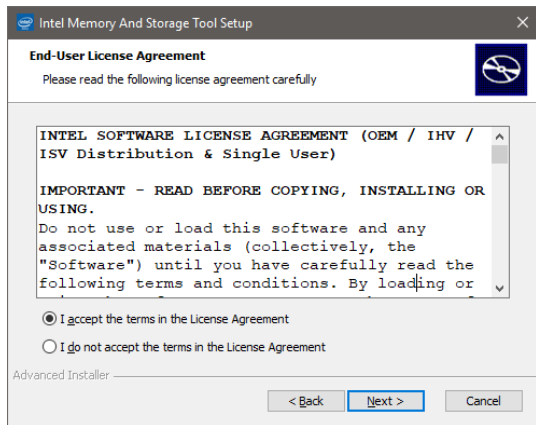 Intel Memory And Storage Tool Setup
End-User License Agreement
Please read the following license agreement carefully
INTEL SOFTWARE LICENSE AGREEMENT (OEM / IHV /
ISV Distribution & Single User)
IMPORTANT - READ BEFORE COPYING, INSTALLING OR
USING.
Do not use or load this software and any
associated materials (collectively, the
"Software") until you have carefully read the
following terms and conditions. By loading or
I accept the terms in the License Agreement
I do not accept the terms in the License Agreement
Advanced Installer
< Back Next > Cancel